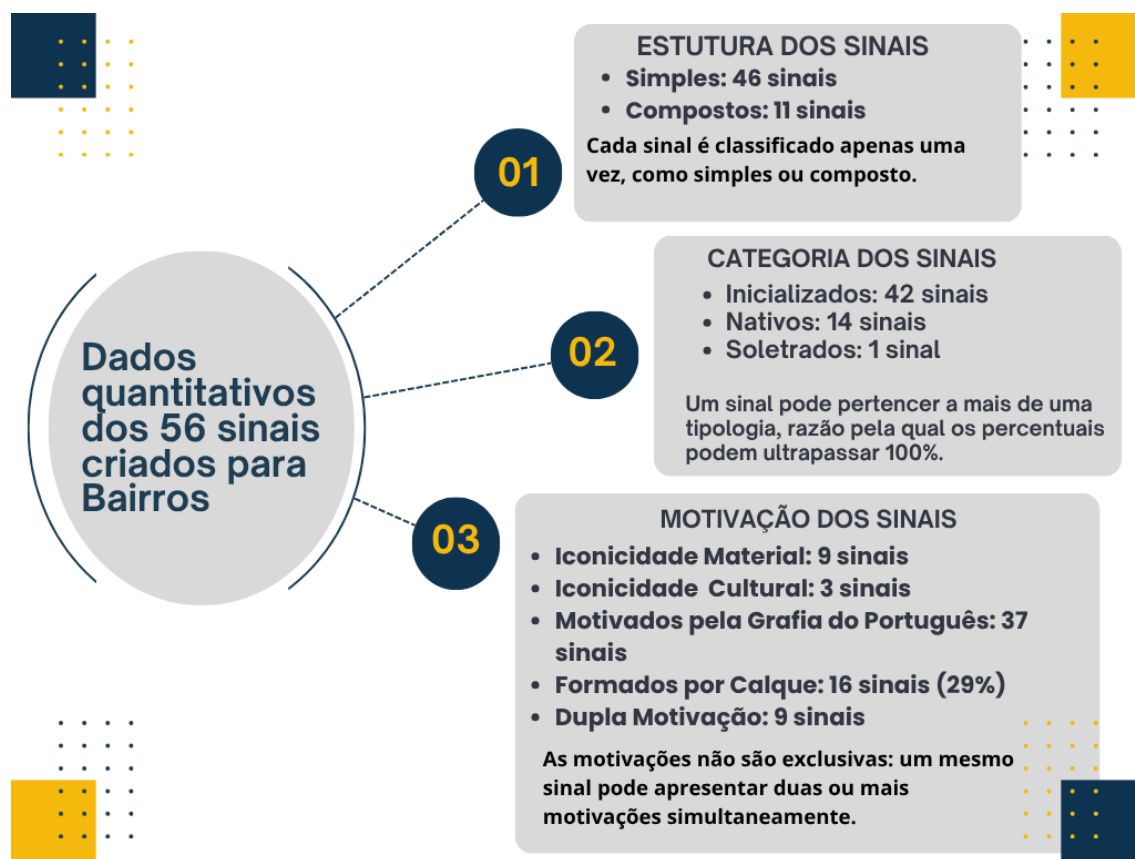 ESTUTURA DOS SINAIS
• Simples: 46 sinais
• Compostos: 11 sinais
Cada sinal é classificado apenas uma
vez, como simples ou composto.
01
CATEGORIA DOS SINAIS
• Inicializados: 42 sinais
• Nativos: 14 sinais
• Soletrados: 1 sinal
Um sinal pode pertencer a mais de uma
tipologia, razão pela qual os percentuais
podem ultrapassar 100%.
02
Dados
quantitativos
dos 56 sinais
criados para
Bairros
03
MOTIVAÇÃO DOS SINAIS
• Iconicidade Material: 9 sinais
• Iconicidade Cultural: 3 sinais
• Motivados pela Grafia do Português: 37
sinais
• Formados por Calque: 16 sinais (29%)
• Dupla Motivação: 9 sinais
As motivações não são exclusivas: um mesmo
sinal pode apresentar duas ou mais
motivações simultaneamente.